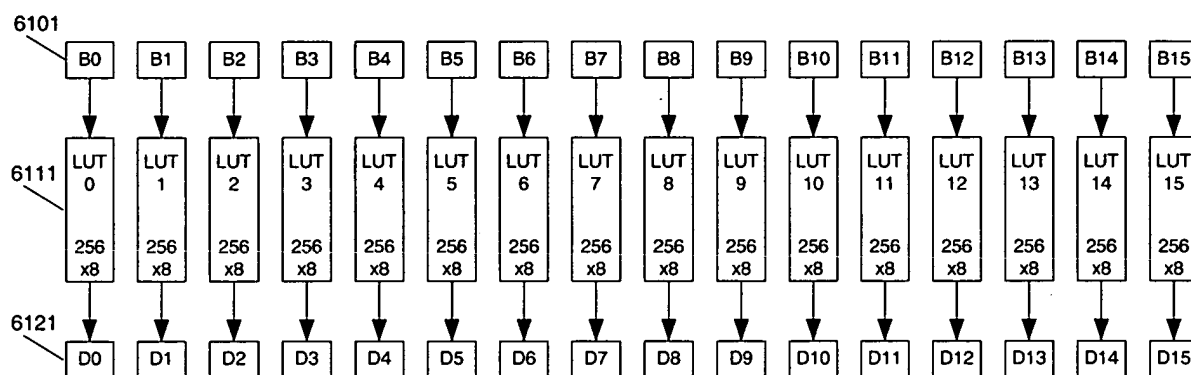 6101
B0 B1 B2 B3 B4 B5 B6 B7 B8 B9 B10 B11 B12 B13 B14 B15
6111
LUT LUT LUT LUT LUT LUT LUT LUT LUT LUT LUT LUT LUT LUT LUT LUT
0 1 2 3 4 5 6 7 8 9 10 11 12 13 14 15
256 256 256 256 256 256 256 256 256 256 256 256 256 256 256 256
x8 x8 x8 x8 x8 x8 x8 x8 x8 x8 x8 x8 x8 x8 x8 x8
6121
D0 D1 D2 D3 D4 D5 D6 D7 D8 D9 D10 D11 D12 D13 D14 D15